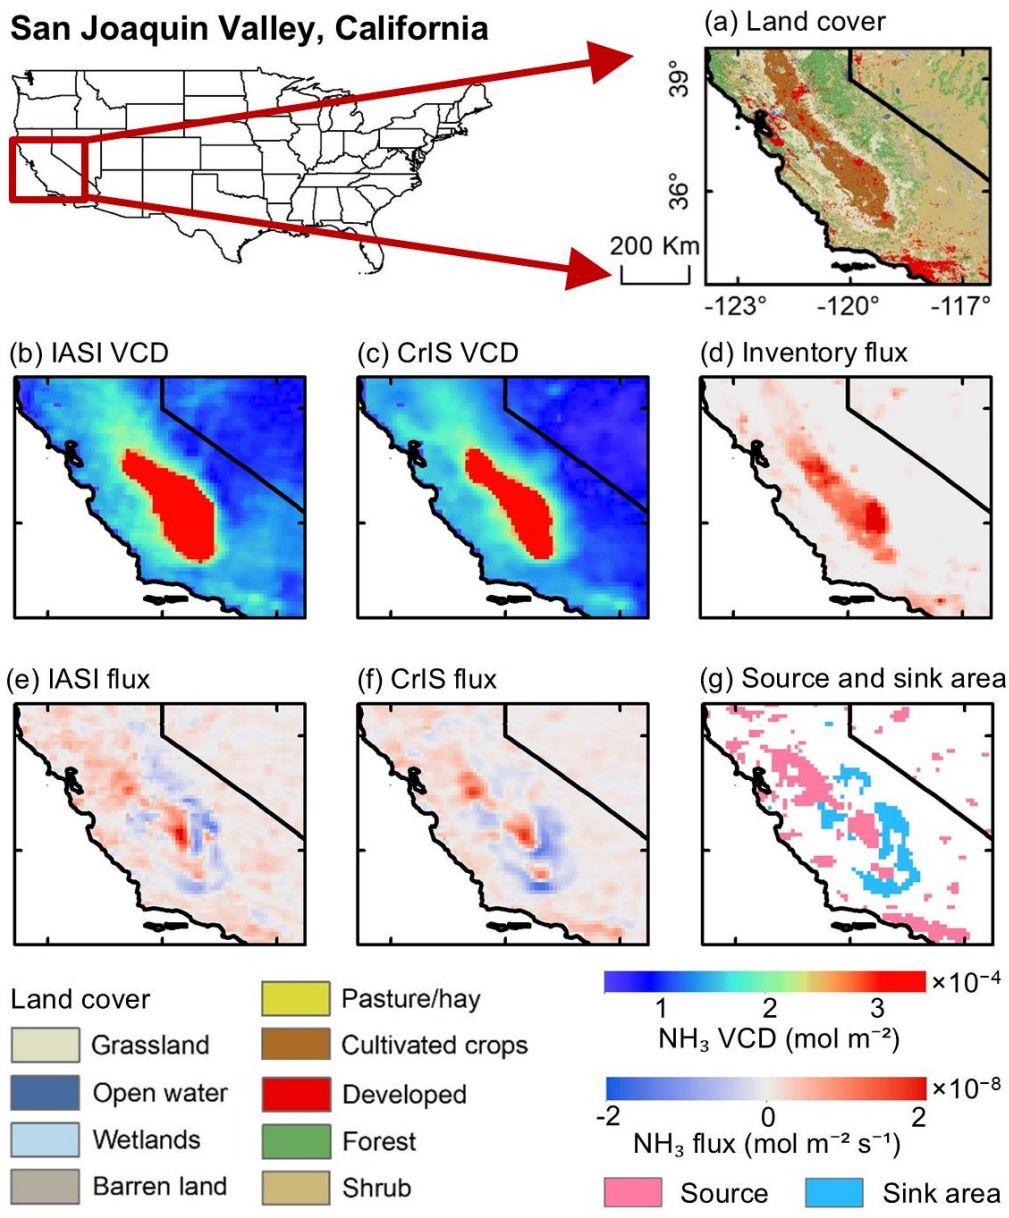 San Joaquin Valley, California
(a) Land cover
39°
36°
200 Km
-123°
-120°
-117°
(b) IASI VCD
(c) CrIS VCD
(d) Inventory flux
(e) IASI flux
(f) CrIS flux
(g) Source and sink area
Land cover
Grassland
Open water
Wetlands
Barren land
Pasture/hay
Cultivated crops
Developed
Forest
Shrub
×10⁻⁴
1 2 3
NH₃ VCD (mol m⁻²)
×10⁻⁸
-2 0 2
NH₃ flux (mol m⁻² s⁻¹)
Source
Sink area